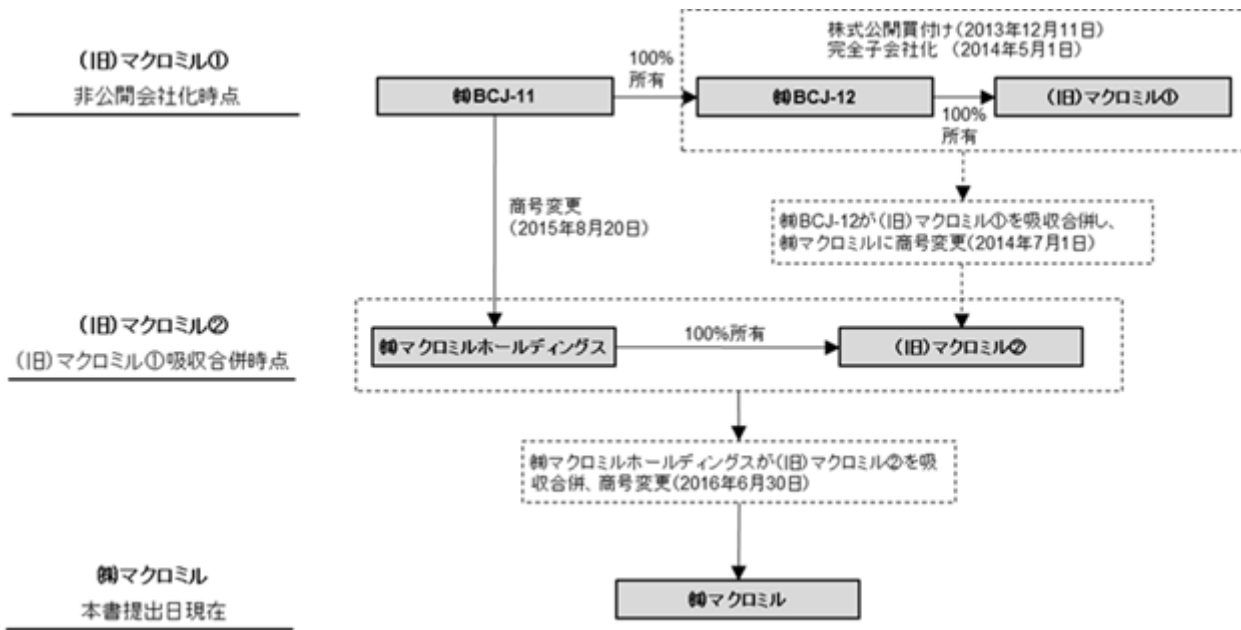 株式公開買付け(2013年12月11日)
完全子会社化 (2014年5月1日)
(旧)マクロミル①
非公開会社化時点
㈱BCJ-11
100%
所有
㈱BCJ-12
100%
所有
(旧)マクロミル①
商号変更
(2015年8月20日)
㈱BCJ-12が(旧)マクロミル①を吸収合併し、
㈱マクロミルに商号変更(2014年7月1日)
(旧)マクロミル②
(旧)マクロミル①吸収合併時点
㈱マクロミルホールディングス
100%所有
(旧)マクロミル②
㈱マクロミルホールディングスが(旧)マクロミル②を吸
収合併、商号変更(2016年6月30日)
㈱マクロミル
本書提出日現在
㈱マクロミル